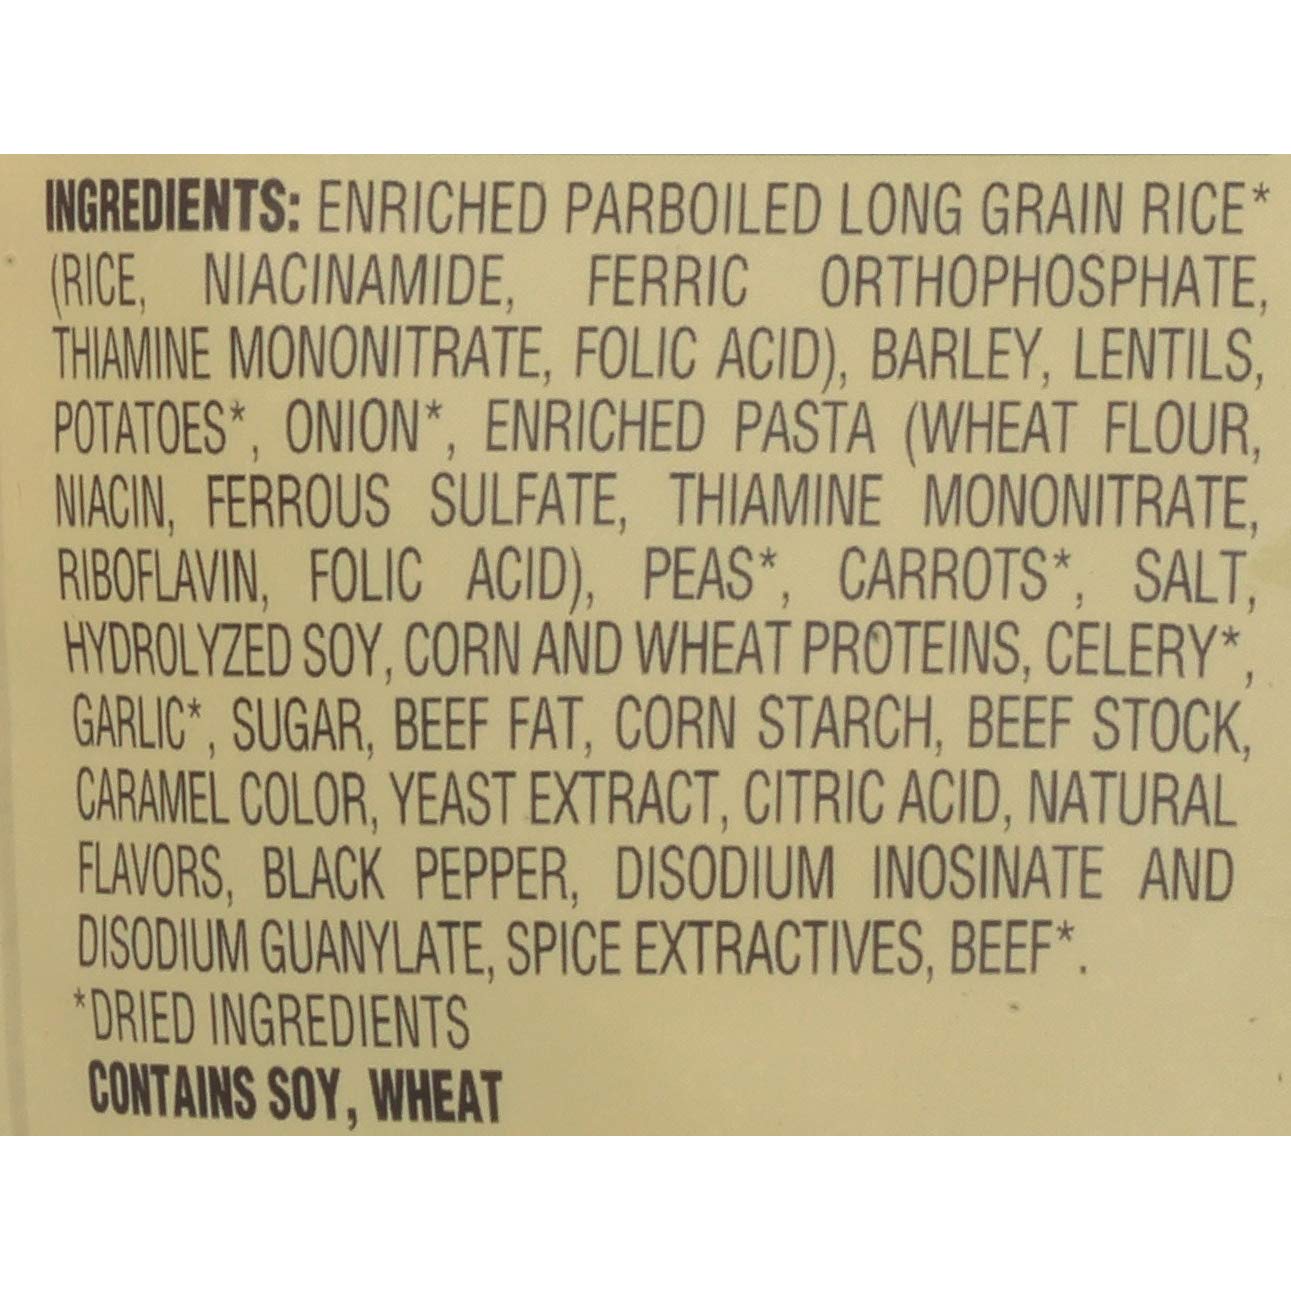 INGREDIENTS: ENRICHED PARBOILED LONG GRAIN RICE*
(RICE, NIACINAMIDE, FERRIC ORTHOPHOSPHATE,
THIAMINE MONONITRATE, FOLIC ACID), BARLEY, LENTILS,
POTATOES*, ONION*, ENRICHED PASTA (WHEAT FLOUR,
NIACIN, FERROUS SULFATE, THIAMINE MONONITRATE,
RIBOFLAVIN, FOLIC ACID), PEAS*, CARROTS*, SALT,
HYDROLYZED SOY, CORN AND WHEAT PROTEINS, CELERY*,
GARLIC*, SUGAR, BEEF FAT, CORN STARCH, BEEF STOCK,
CARAMEL COLOR, YEAST EXTRACT, CITRIC ACID, NATURAL
FLAVORS, BLACK PEPPER, DISODIUM INOSINATE AND
DISODIUM GUANYLATE, SPICE EXTRACTIVES, BEEF*.
*DRIED INGREDIENTS
CONTAINS SOY, WHEAT